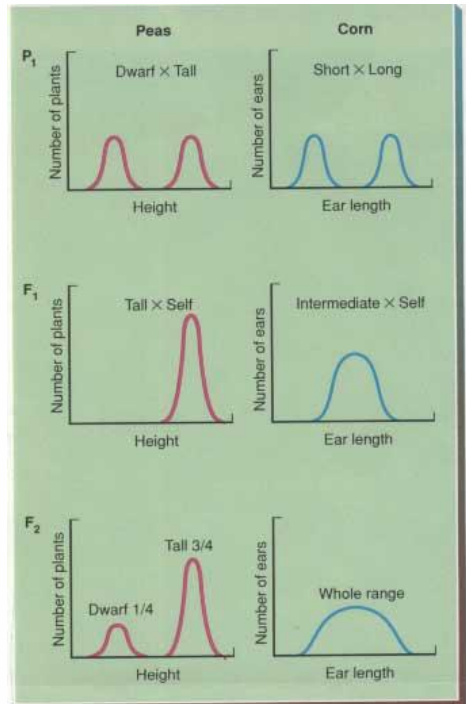 Peas
Corn
P1
Number of plants
Dwarf × Tall
Height
Number of ears
Short × Long
Ear length
F1
Number of plants
Tall × Self
Height
Number of ears
Intermediate × Self
Ear length
F2
Number of plants
Dwarf 1/4
Tall 3/4
Height
Number of ears
Whole range
Ear length